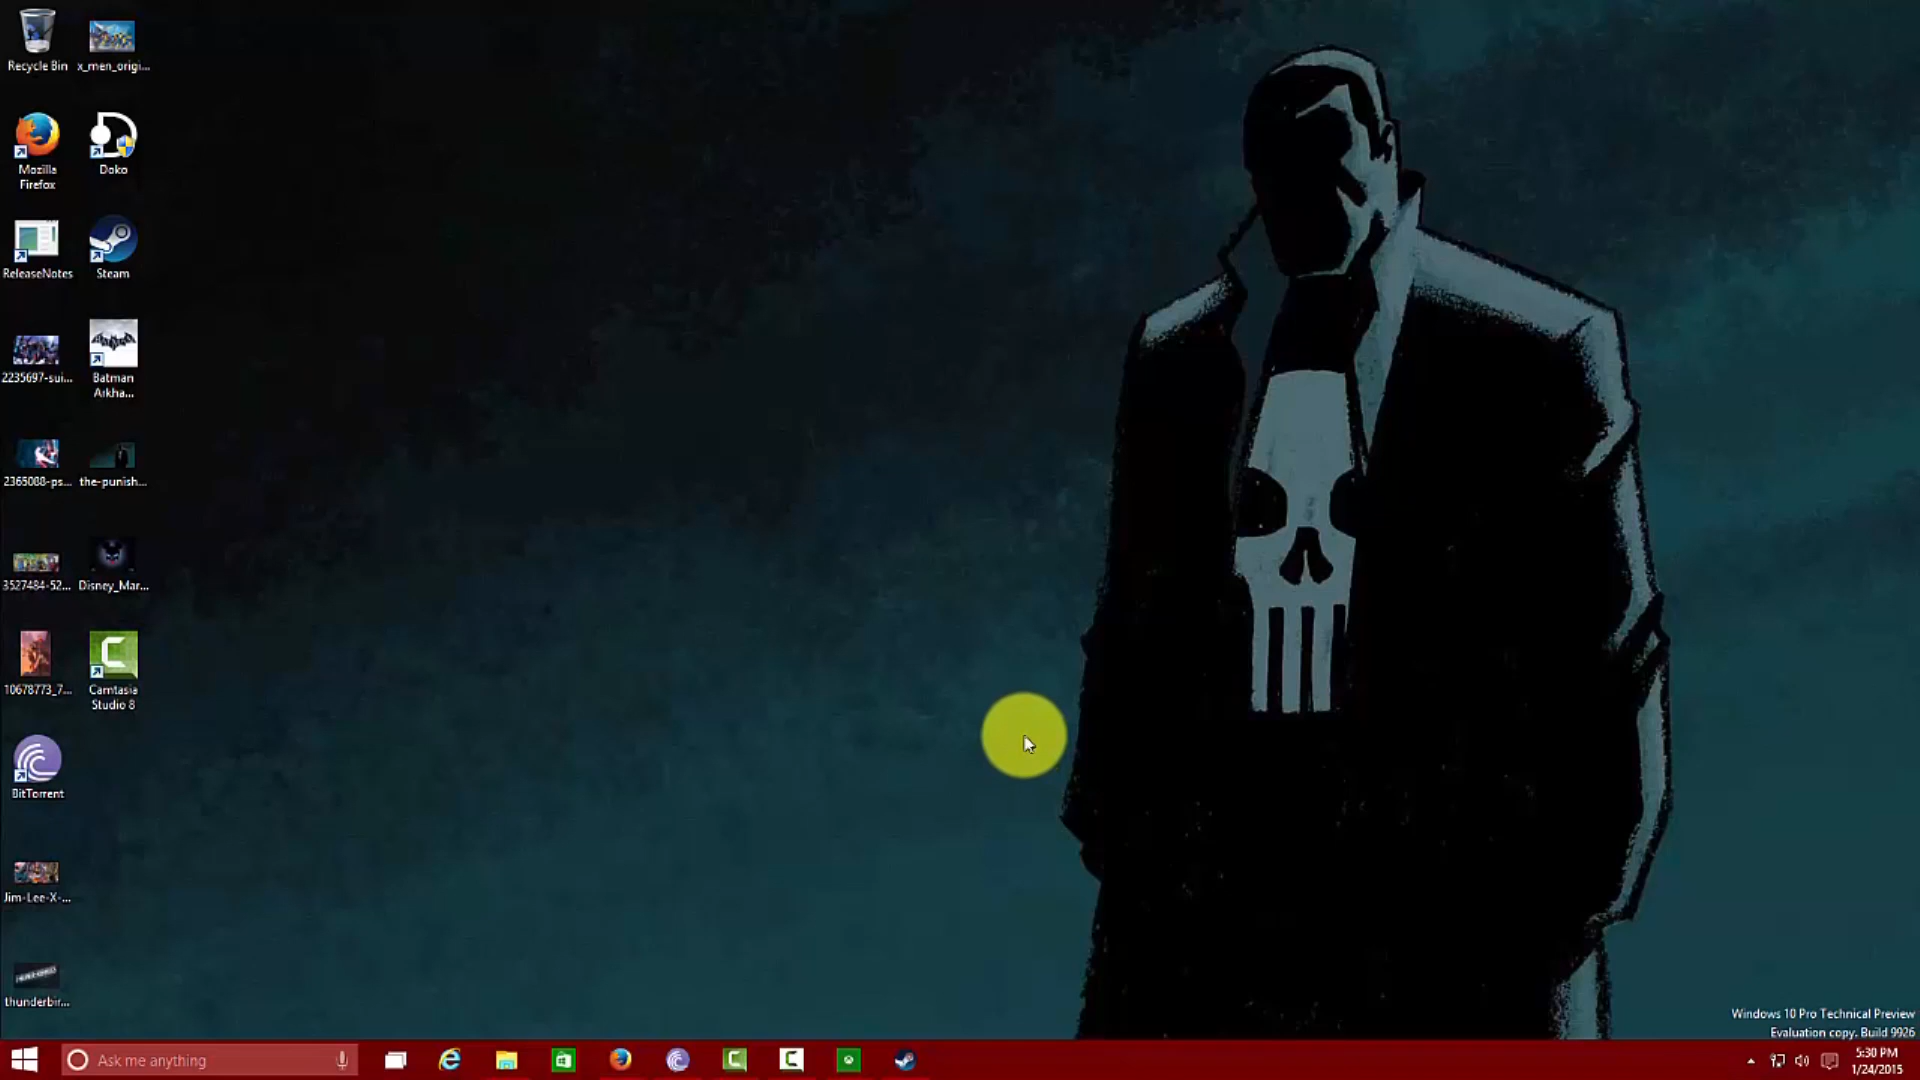 Recycle Bin
x_men_origi...
Mozilla
Firefox
Doko
ReleaseNotes
Steam
2235697-sui...
BATMAN
Batman
Arkha...
2365088-ps...
the-punish...
3527484-52...
Disney_Mar...
10678773_7...
Camtasia
Studio 8
BitTorrent
Jim-Lee-X-...
thunderbir...
Windows 10 Pro Technical Preview
Evaluation copy. Build 9926
Ask me anything
5:30 PM
1/24/2015